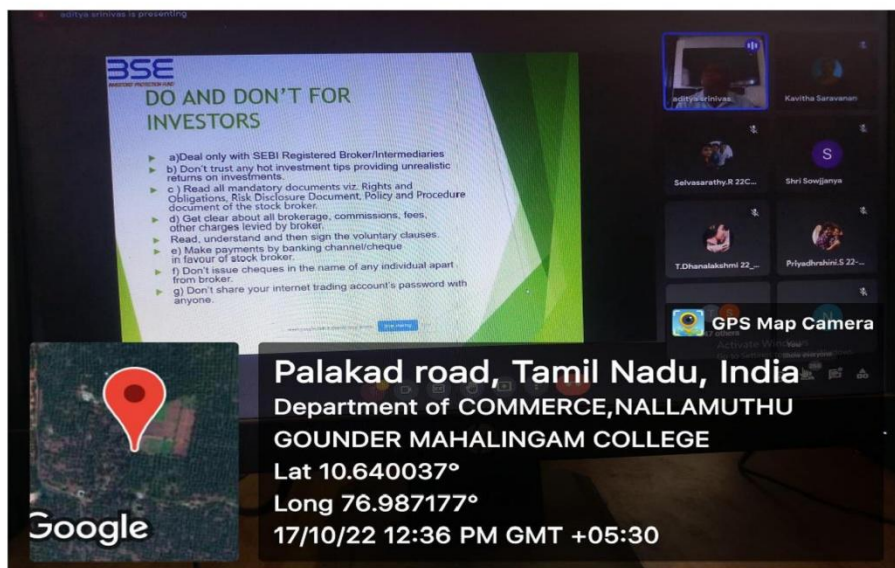 aditya srinivas is presenting
BSE
INVESTORS' PROTECTION FUND
DO AND DON'T FOR
INVESTORS
a)Deal only with SEBI Registered Broker/Intermediaries
b) Don't trust any hot investment tips providing unrealistic
returns on investments.
c ) Read all mandatory documents viz. Rights and
Obligations, Risk Disclosure Document, Policy and Procedure
document of the stock broker.
d) Get clear about all brokerage, commissions, fees,
other charges levied by broker.
Read, understand and then sign the voluntary clauses.
e) Make payments by banking channel/cheque
in favour of stock broker.
f) Don't issue cheques in the name of any individual apart
from broker.
g) Don't share your internet trading account's password with
anyone.
Stop sharing
aditya srinivas
Kavitha Saravanan
Selvasarathy.R 22C...
S
Shri Sowjjanya
T.Dhanalakshmi 22_...
Priyadhrshini.S 22-...
S
N
others
You
Activate Windows
GPS Map Camera
Palakad road, Tamil Nadu, India
Department of COMMERCE,NALLAMUTHU
GOUNDER MAHALINGAM COLLEGE
Lat 10.640037°
Long 76.987177°
17/10/22 12:36 PM GMT +05:30
Google